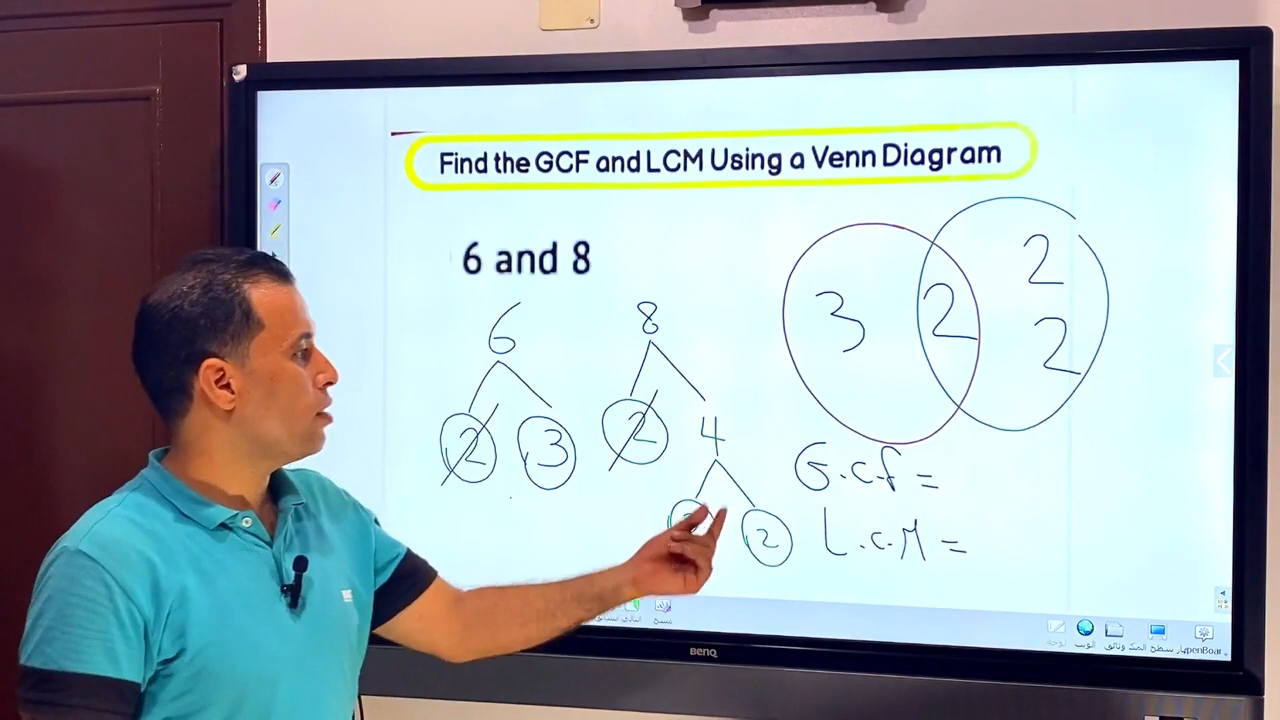 Find the GCF and LCM Using a Venn Diagram
6 and 8
6 8
2 3 2 4
2
3 2 2
2
G.c.f =
L.c.M =
BenQ